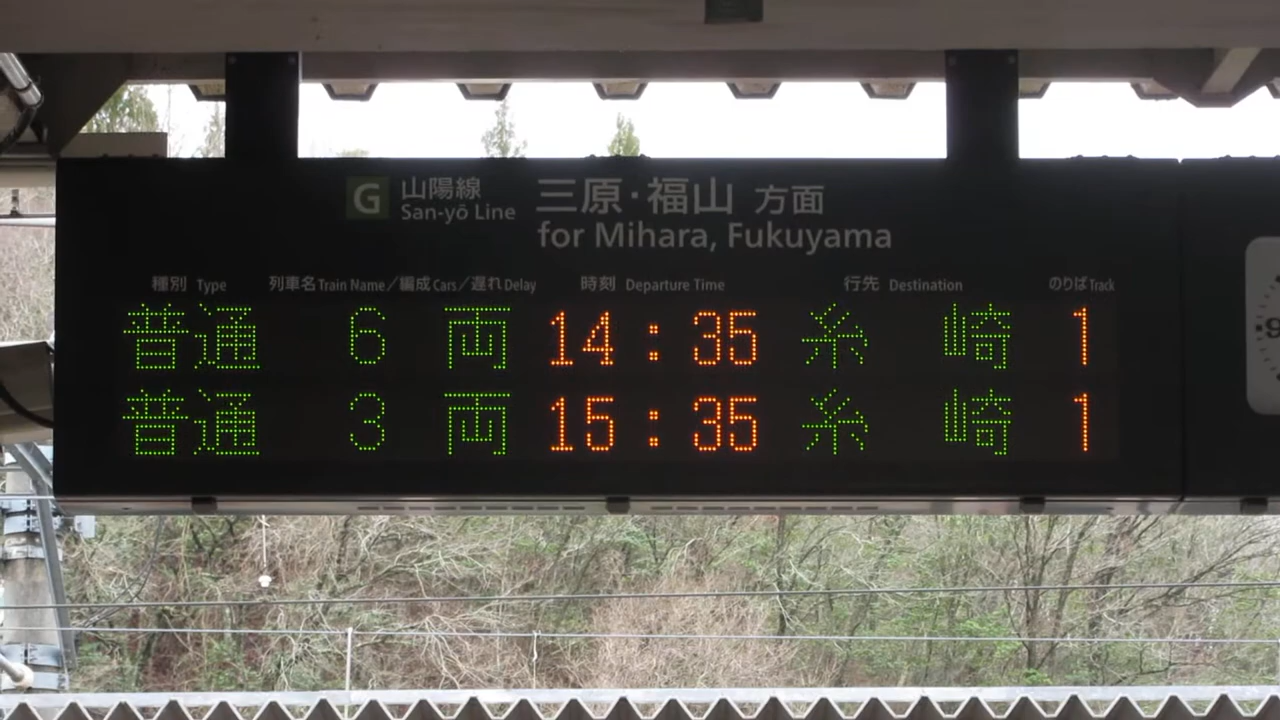 G 山陽線 三原・福山 方面
San-yō Line for Mihara, Fukuyama
種別 Type 列車名 Train Name／編成 Cars／遅れ Delay 時刻 Departure Time 行先 Destination のりば Track
普通 6 両 14:35 糸崎 1
普通 3 両 15:35 糸崎 1